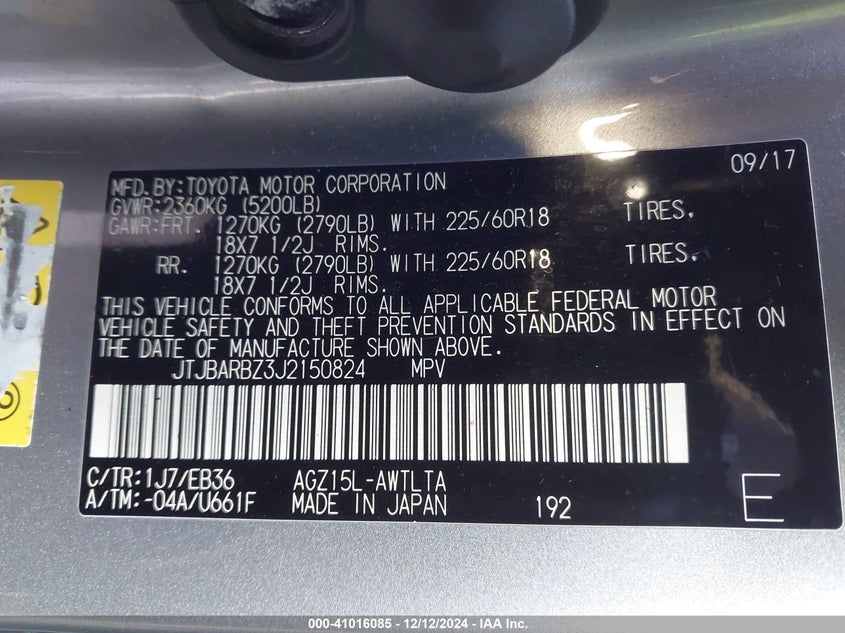 09/17
MFD.BY:TOYOTA MOTOR CORPORATION
GVWR:2360KG (5200LB)
GAWR:FRT. 1270KG (2790LB) WITH 225/60R18 TIRES,
18X7 1/2J RIMS.
RR. 1270KG (2790LB) WITH 225/60R18 TIRES,
18X7 1/2J RIMS.
THIS VEHICLE CONFORMS TO ALL APPLICABLE FEDERAL MOTOR
VEHICLE SAFETY AND THEFT PREVENTION STANDARDS IN EFFECT ON
THE DATE OF MANUFACTURE SHOWN ABOVE.
JTJBARBZ3J2150824 MPV
C/TR:1J7/EB36 AGZ15L-AWTLTA
A/TM:-04A/U661F MADE IN JAPAN 192 E
000-41016085 - 12/12/2024 - IAA Inc.